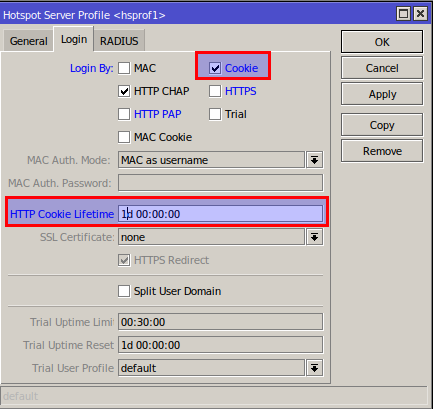 Hotspot Server Profile <hsprof1>
General Login RADIUS
OK
Cancel
Apply
Copy
Remove
Login By: MAC Cookie
HTTP CHAP HTTPS
HTTP PAP Trial
MAC Cookie
MAC Auth. Mode: MAC as username
MAC Auth. Password:
HTTP Cookie Lifetime 1d 00:00:00
SSL Certificate: none
HTTPS Redirect
Split User Domain
Trial Uptime Limi 00:30:00
Trial Uptime Reset 1d 00:00:00
Trial User Profile default
default